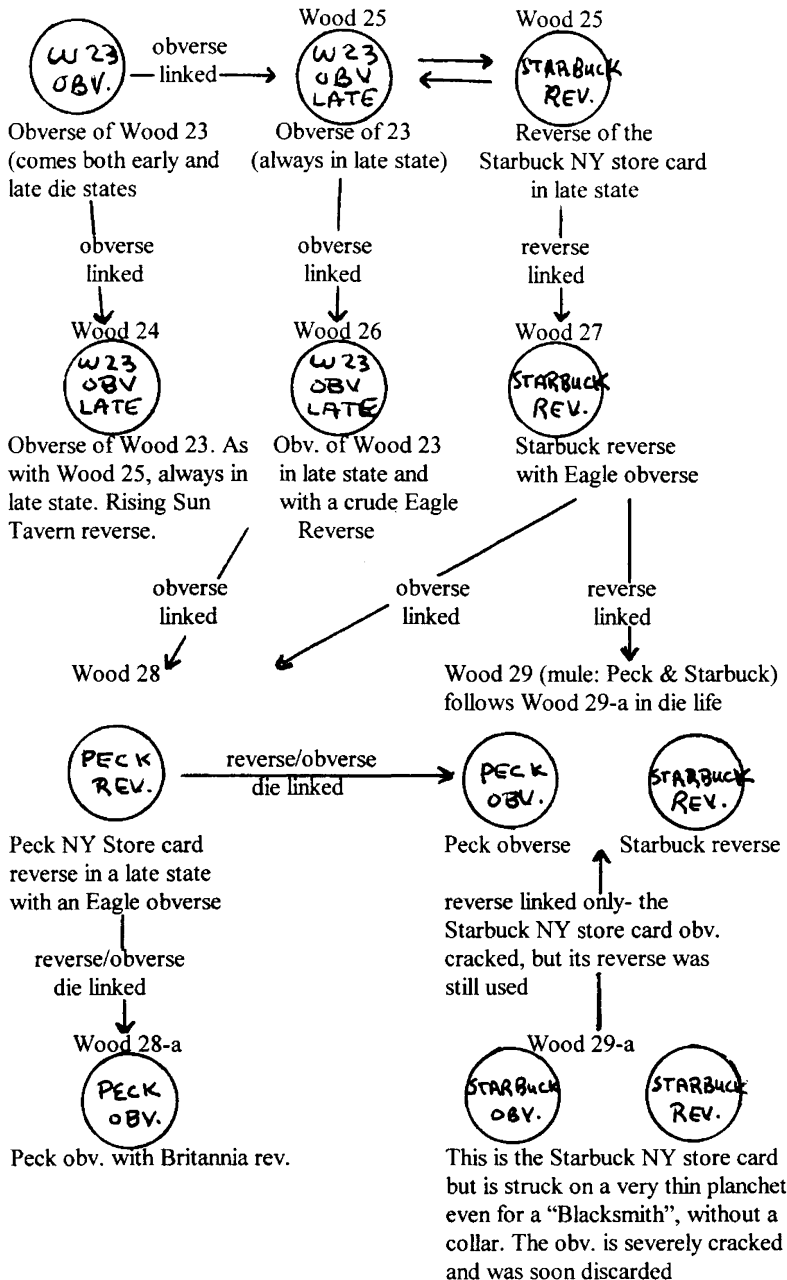 Wood 25
Wood 25
W 23
OBV.
obverse
linked
W 23
OBV
LATE
STARBUCK
REV.
Obverse of Wood 23
(comes both early and
late die states
Obverse of 23
(always in late state)
Reverse of the
Starbuck NY store card
in late state
obverse
linked
obverse
linked
reverse
linked
Wood 24
Wood 26
Wood 27
W 23
OBV
LATE
W 23
OBV
LATE
STARBUCK
REV.
Obverse of Wood 23. As
with Wood 25, always in
late state. Rising Sun
Tavern reverse.
Obv. of Wood 23
in late state and
with a crude Eagle
Reverse
Starbuck reverse
with Eagle obverse
obverse
linked
obverse
linked
reverse
linked
Wood 28
Wood 29 (mule: Peck & Starbuck)
follows Wood 29-a in die life
PECK
REV.
reverse/obverse
die linked
PECK
OBV.
STARBUCK
REV.
Peck NY Store card
reverse in a late state
with an Eagle obverse
Peck obverse
Starbuck reverse
reverse linked only- the
Starbuck NY store card obv.
cracked, but its reverse was
still used
reverse/obverse
die linked
Wood 28-a
Wood 29-a
PECK
OBV.
STARBUCK
OBV.
STARBUCK
REV.
Peck obv. with Britannia rev.
This is the Starbuck NY store card
but is struck on a very thin planchet
even for a “Blacksmith”, without a
collar. The obv. is severely cracked
and was soon discarded